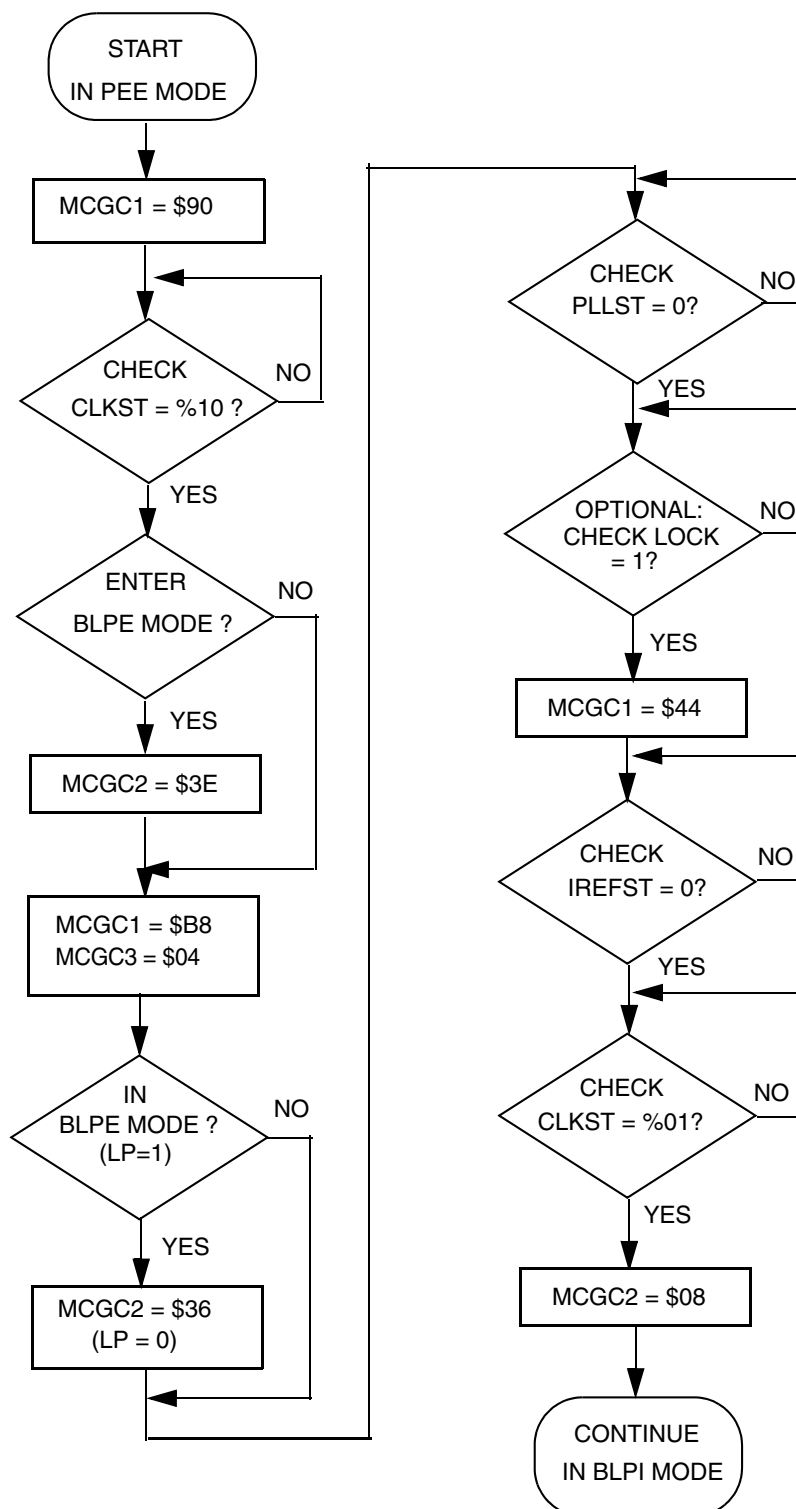 START
IN PEE MODE
MCGC1 = $90
CHECK
CLKST = %10 ?
NO
YES
ENTER
BLPE MODE ?
NO
YES
MCGC2 = $3E
MCGC1 = $B8
MCGC3 = $04
IN
BLPE MODE ?
(LP=1)
NO
YES
MCGC2 = $36
(LP = 0)
CHECK
PLLST = 0?
NO
YES
OPTIONAL:
CHECK LOCK
= 1?
NO
YES
MCGC1 = $44
CHECK
IREFST = 0?
NO
YES
CHECK
CLKST = %01?
NO
YES
MCGC2 = $08
CONTINUE
IN BLPI MODE